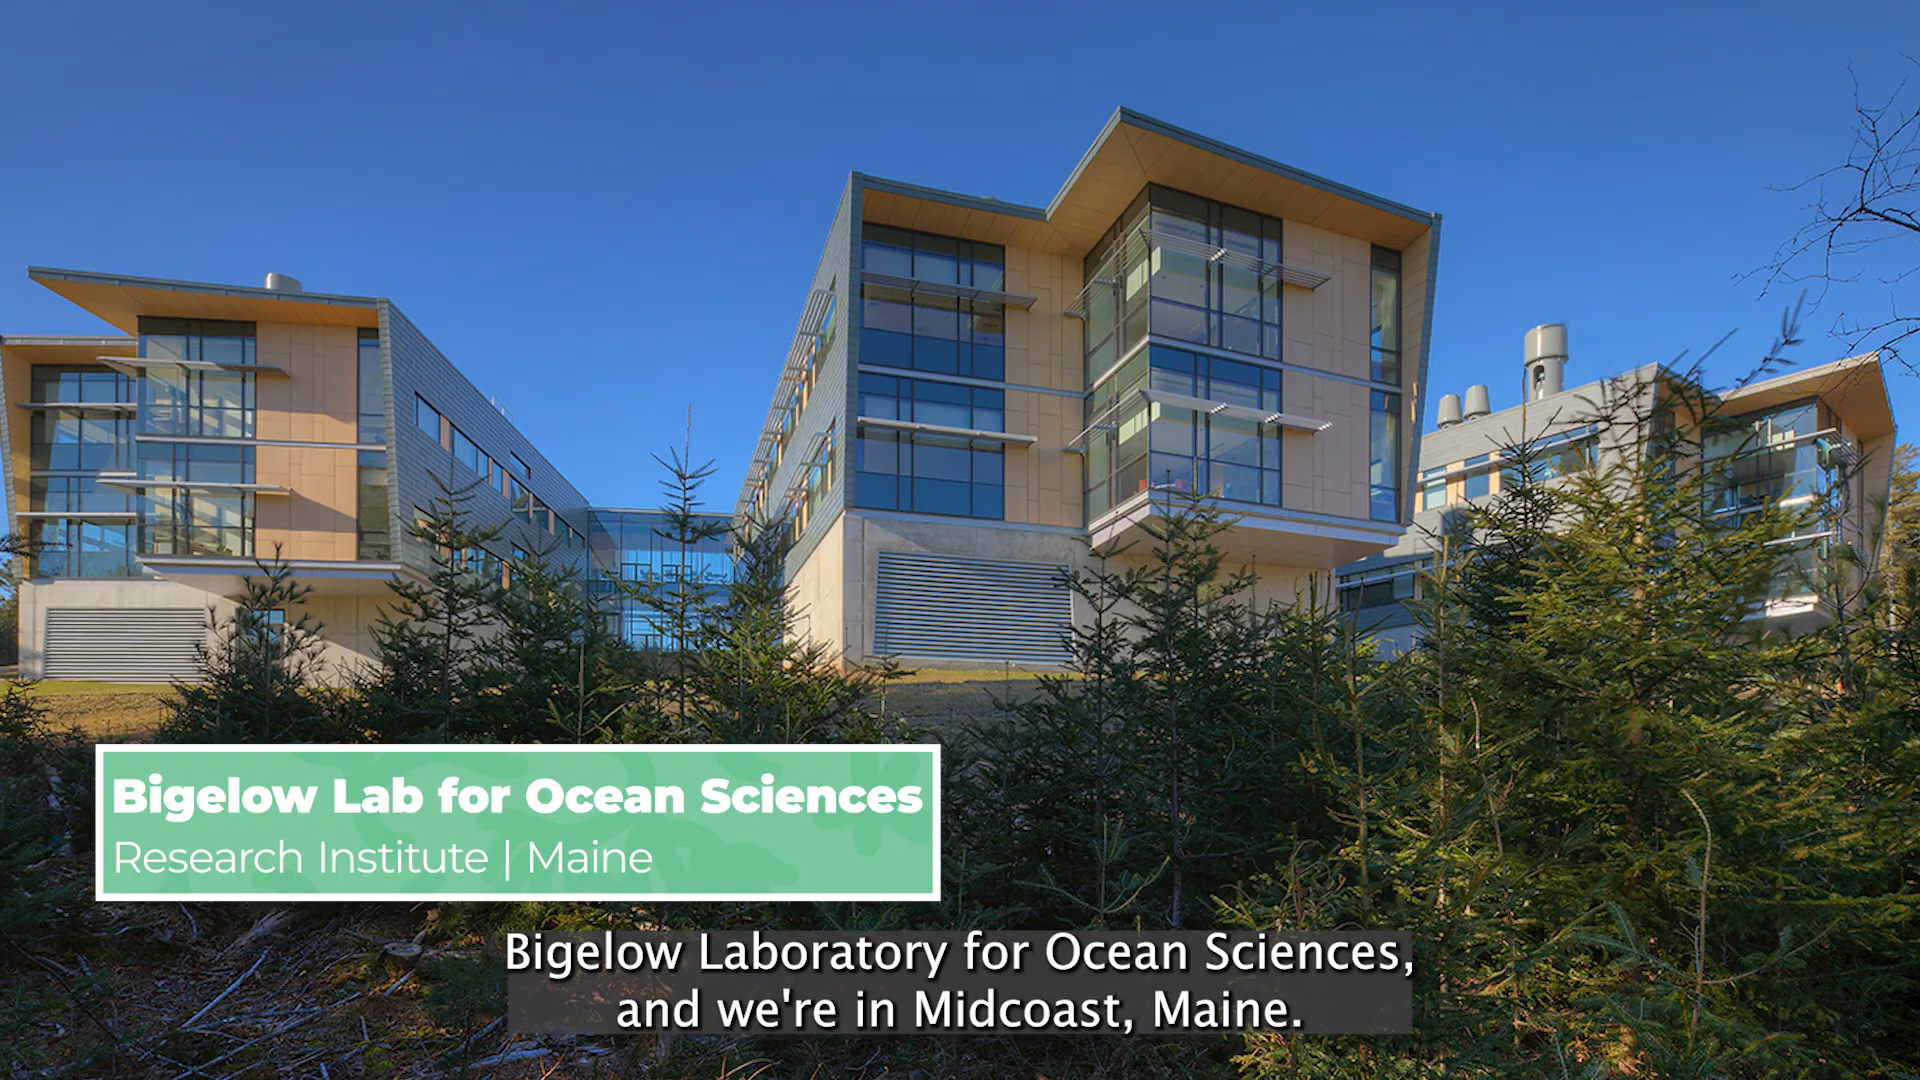 Bigelow Lab for Ocean Sciences
Research Institute | Maine
Bigelow Laboratory for Ocean Sciences,
and we're in Midcoast, Maine.